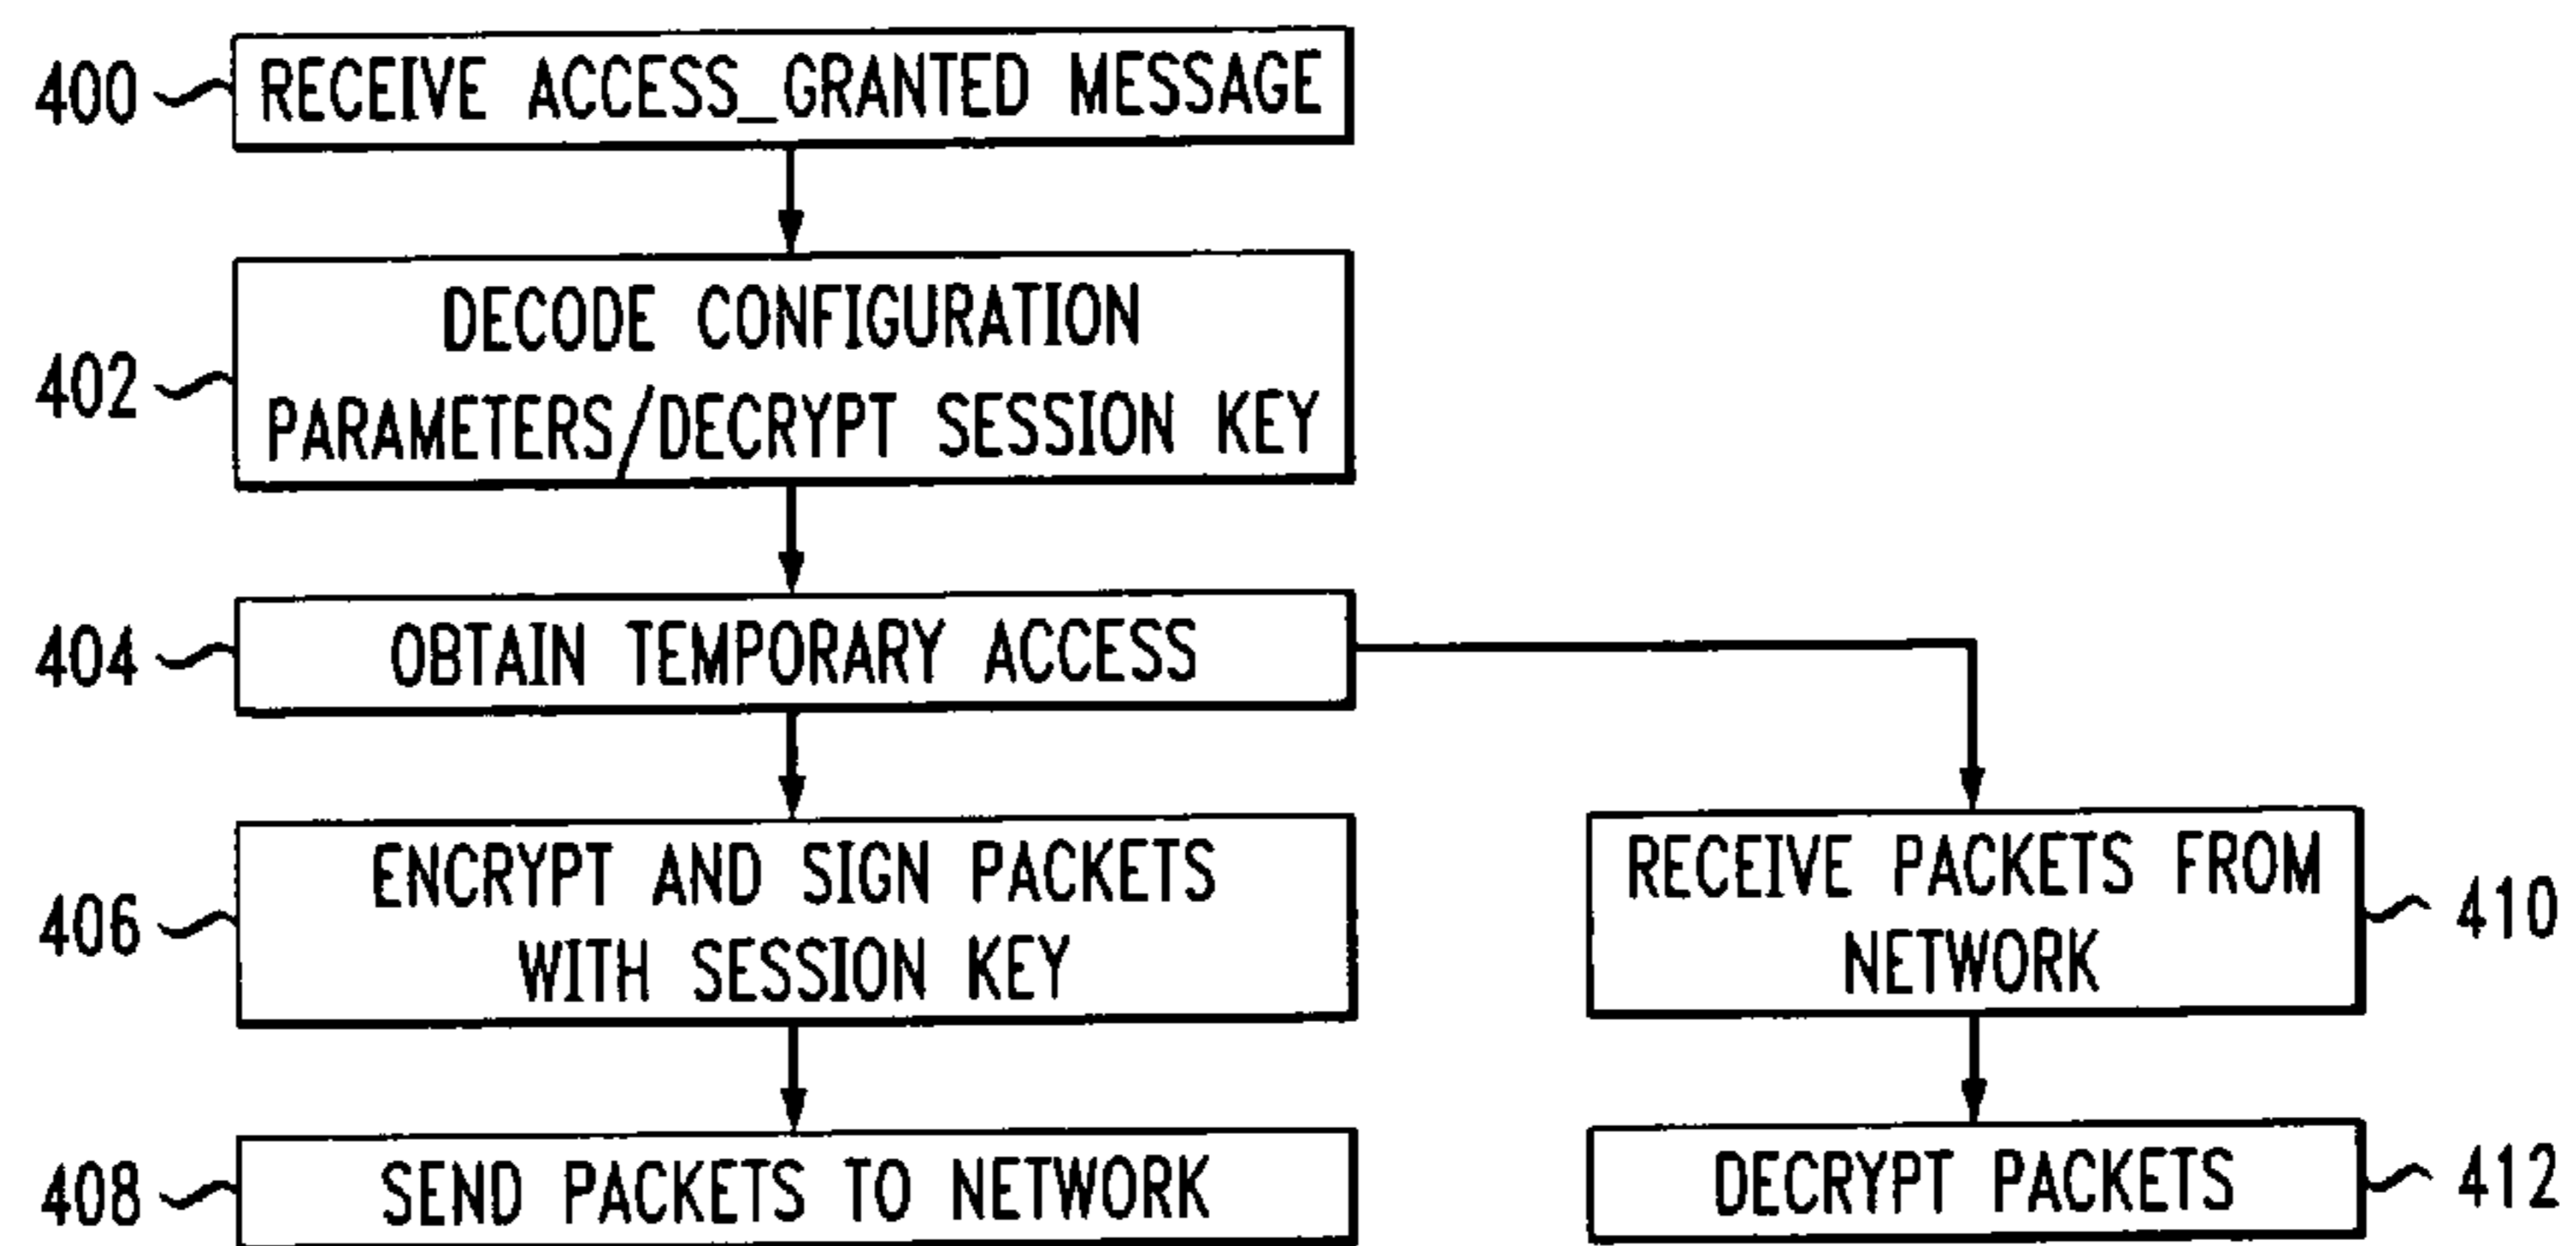 400 RECEIVE ACCESS_GRANTED MESSAGE
402 DECODE CONFIGURATION
PARAMETERS/DECRYPT SESSION KEY
404 OBTAIN TEMPORARY ACCESS
406 ENCRYPT AND SIGN PACKETS
WITH SESSION KEY
408 SEND PACKETS TO NETWORK
RECEIVE PACKETS FROM
NETWORK
410
DECRYPT PACKETS 412